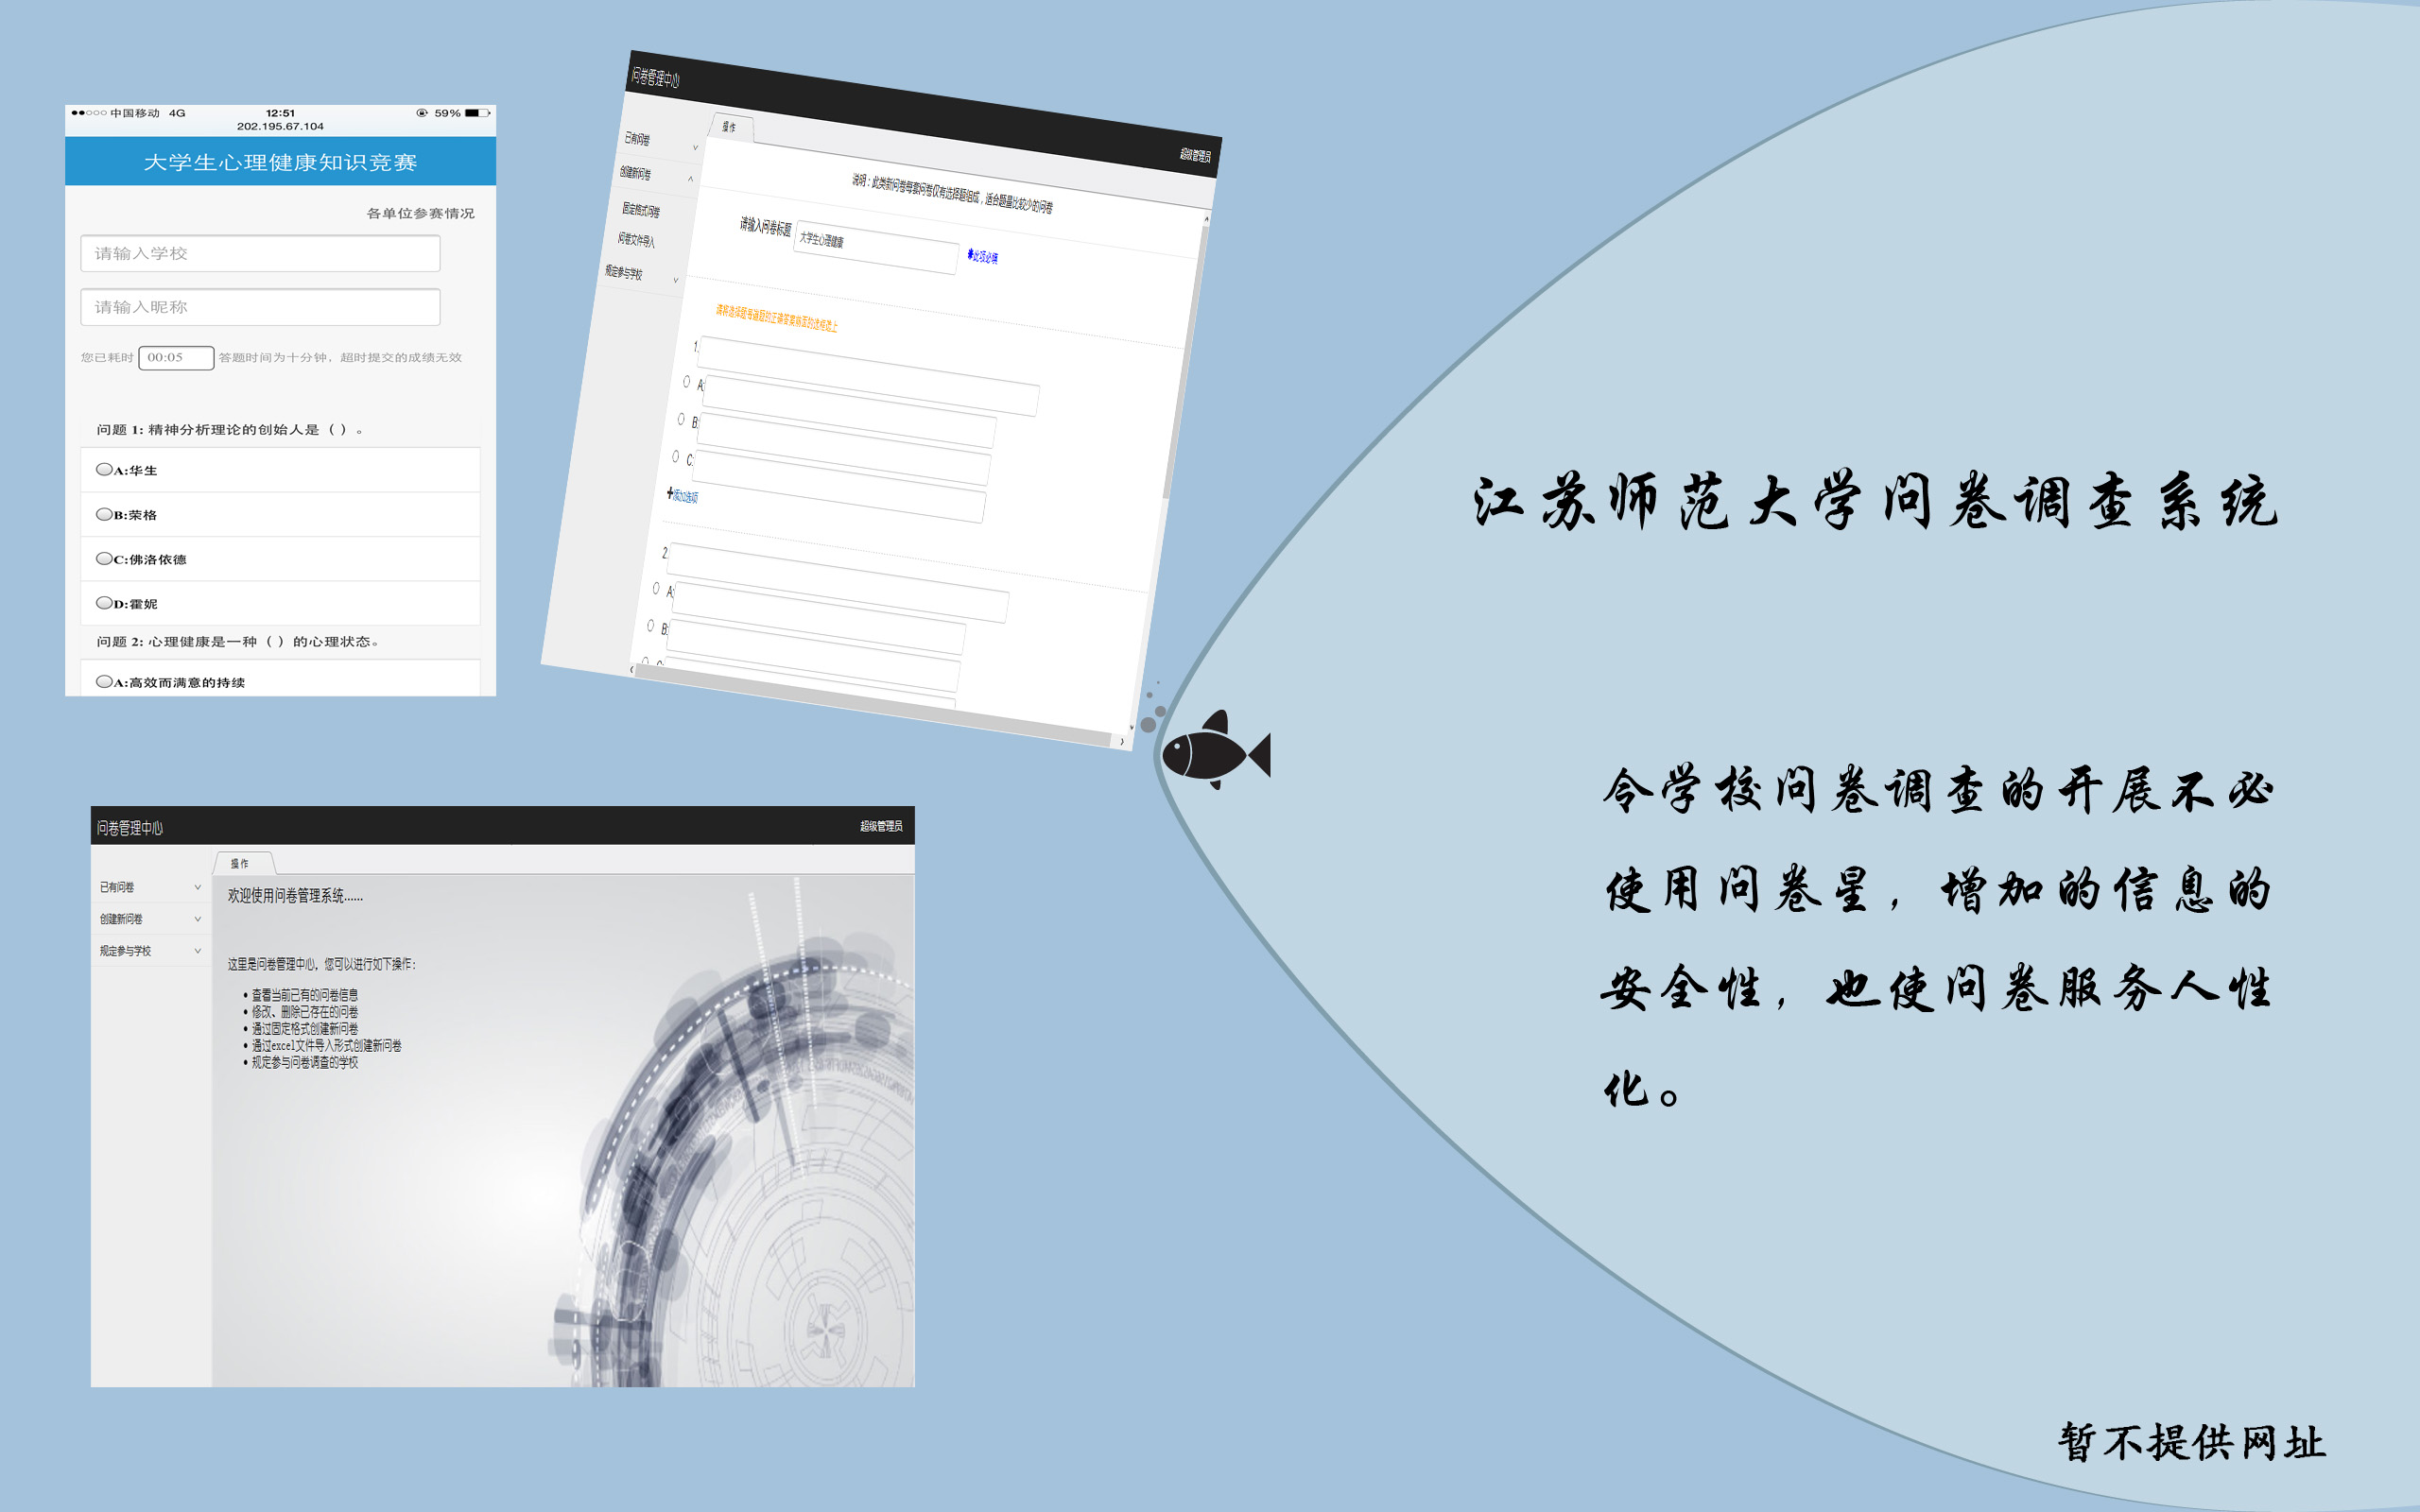 中国移动 4G 12:51 59%
202.195.67.104
大学生心理健康知识竞赛
各单位参赛情况
请输入学校
请输入昵称
您已耗时 00:05 答题时间为十分钟，超时提交的成绩无效
问题 1: 精神分析理论的创始人是（ ）。
A:华生
B:荣格
C:佛洛依德
D:霍妮
问题 2: 心理健康是一种（ ）的心理状态。
A:高效而满意的持续
问卷管理中心
超级管理员
操作
已有问卷
创建新问卷
固定格式问卷
问卷文件导入
规定参与学校
说明：此类新问卷每套问卷仅有选择题组成，适合题量比较少的问卷
请输入问卷标题 大学生心理健康 *此项必填
请将选择题每道题的正确答案前面的选框选上
1.
A:
B:
C:
+添加选项
2.
A:
B:
问卷管理中心
超级管理员
操作
已有问卷
创建新问卷
规定参与学校
欢迎使用问卷管理系统......
这里是问卷管理中心，您可以进行如下操作：
• 查看当前已有的问卷信息
• 修改、删除已存在的问卷
• 通过固定格式创建新问卷
• 通过excel文件导入形式创建新问卷
• 规定参与问卷调查的学校
江苏师范大学问卷调查系统
令学校问卷调查的开展不必
使用问卷星，增加的信息的
安全性，也使问卷服务人性
化。
暂不提供网址